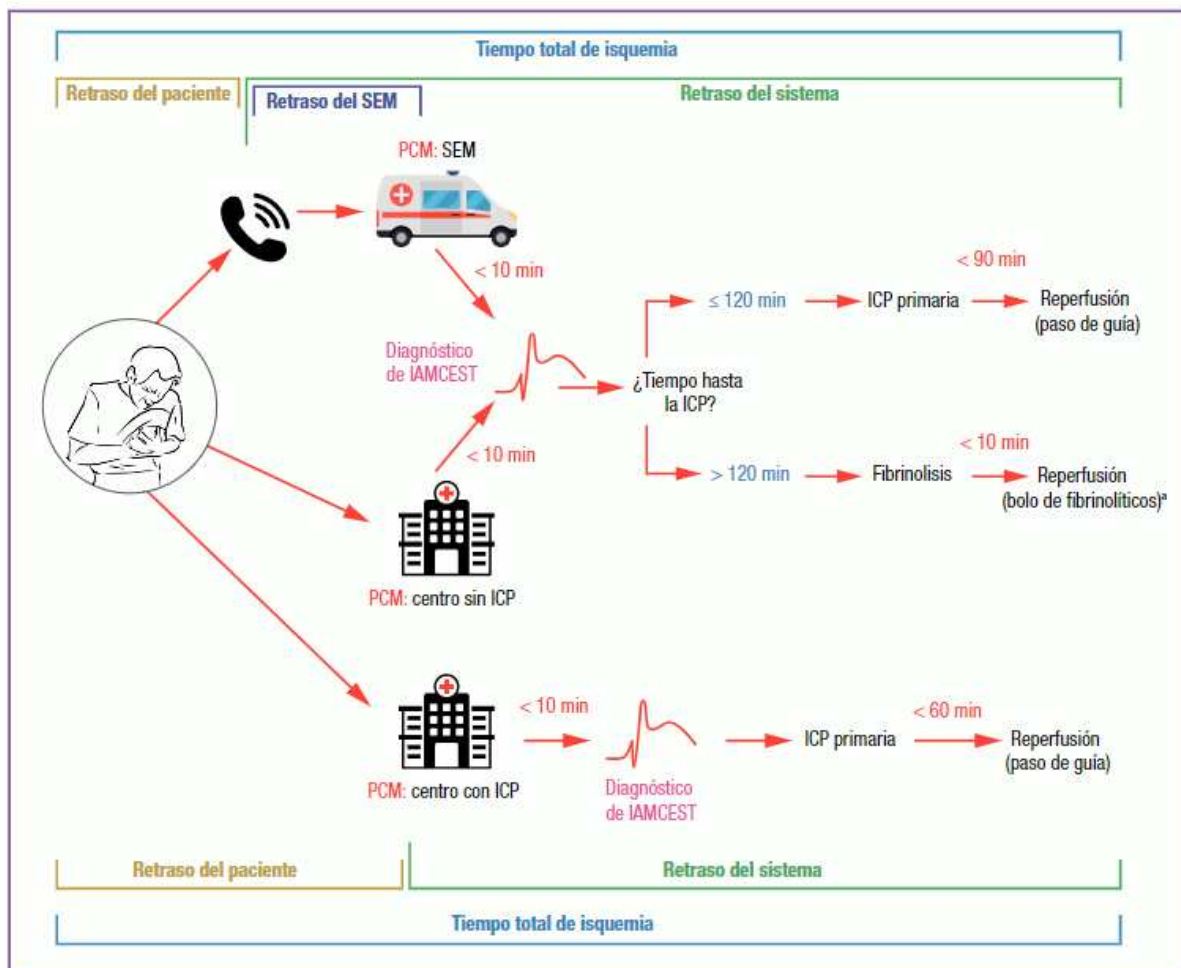 Tiempo total de isquemia
Retraso del paciente
Retraso del SEM
Retraso del sistema
PCM: SEM
< 10 min
Diagnóstico
de IAMCEST
< 10 min
¿Tiempo hasta
la ICP?
≤ 120 min
ICP primaria
< 90 min
Reperfusión
(paso de guía)
> 120 min
Fibrinolisis
< 10 min
Reperfusión
(bolo de fibrinolíticos)ª
PCM: centro sin ICP
PCM: centro con ICP
< 10 min
Diagnóstico
de IAMCEST
ICP primaria
< 60 min
Reperfusión
(paso de guía)
Retraso del paciente
Retraso del sistema
Tiempo total de isquemia